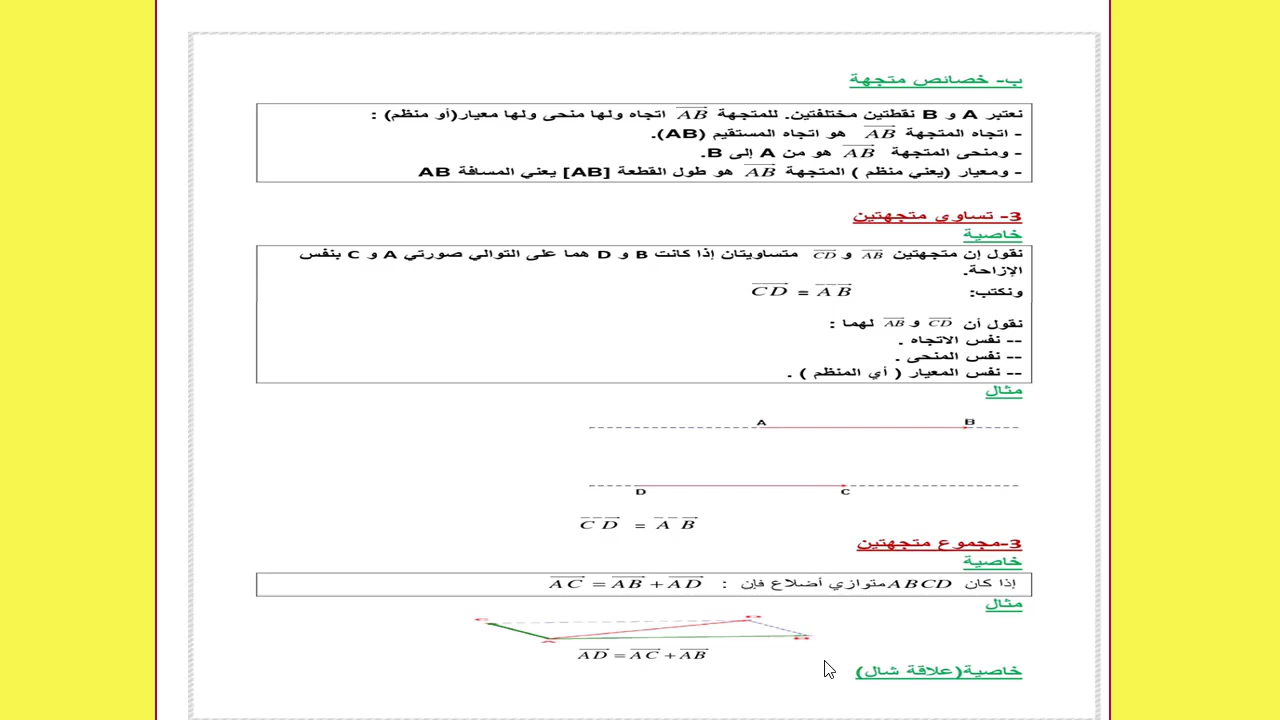 ب- خصائص متجهة
نعتبر A و B نقطتين مختلفتين. للمتجهة AB اتجاه ولها منحى ولها معيار(أو منظم) :
- اتجاه المتجهة AB هو اتجاه المستقيم (AB).
- ومنحى المتجهة AB هو من A إلى B.
- ومعيار (يعني منظم ) المتجهة AB هو طول القطعة [AB] يعني المسافة AB
3- تساوي متجهتين
خاصية
نقول إن متجهتين AB و CD متساويتان إذا كانت B و D هما على التوالي صورتي A و C بنفس
الإزاحة.
ونكتب: CD = AB
نقول أن CD و AB لهما :
-- نفس الاتجاه .
-- نفس المنحى .
-- نفس المعيار ( أي المنظم ) .
مثال
A B
D C
CD = AB
3-مجموع متجهتين
خاصية
إذا كان ABCD متوازي أضلاع فإن : AC = AB + AD
مثال
AD = AC + AB
خاصية(علاقة شال)